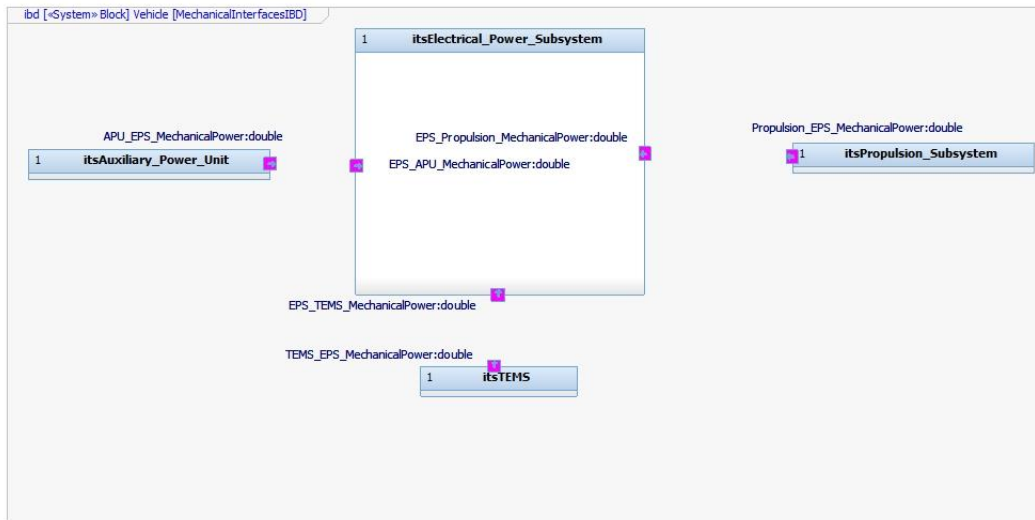 ibd [«System» Block] Vehicle [MechanicalInterfacesIBD]
1 itsElectrical_Power_Subsystem
APU_EPS_MechanicalPower:double
EPS_Propulsion_MechanicalPower:double
Propulsion_EPS_MechanicalPower:double
1 itsAuxiliary_Power_Unit
EPS_APU_MechanicalPower:double
1 itsPropulsion_Subsystem
EPS_TEMS_MechanicalPower:double
TEMS_EPS_MechanicalPower:double
1 itsTEMS